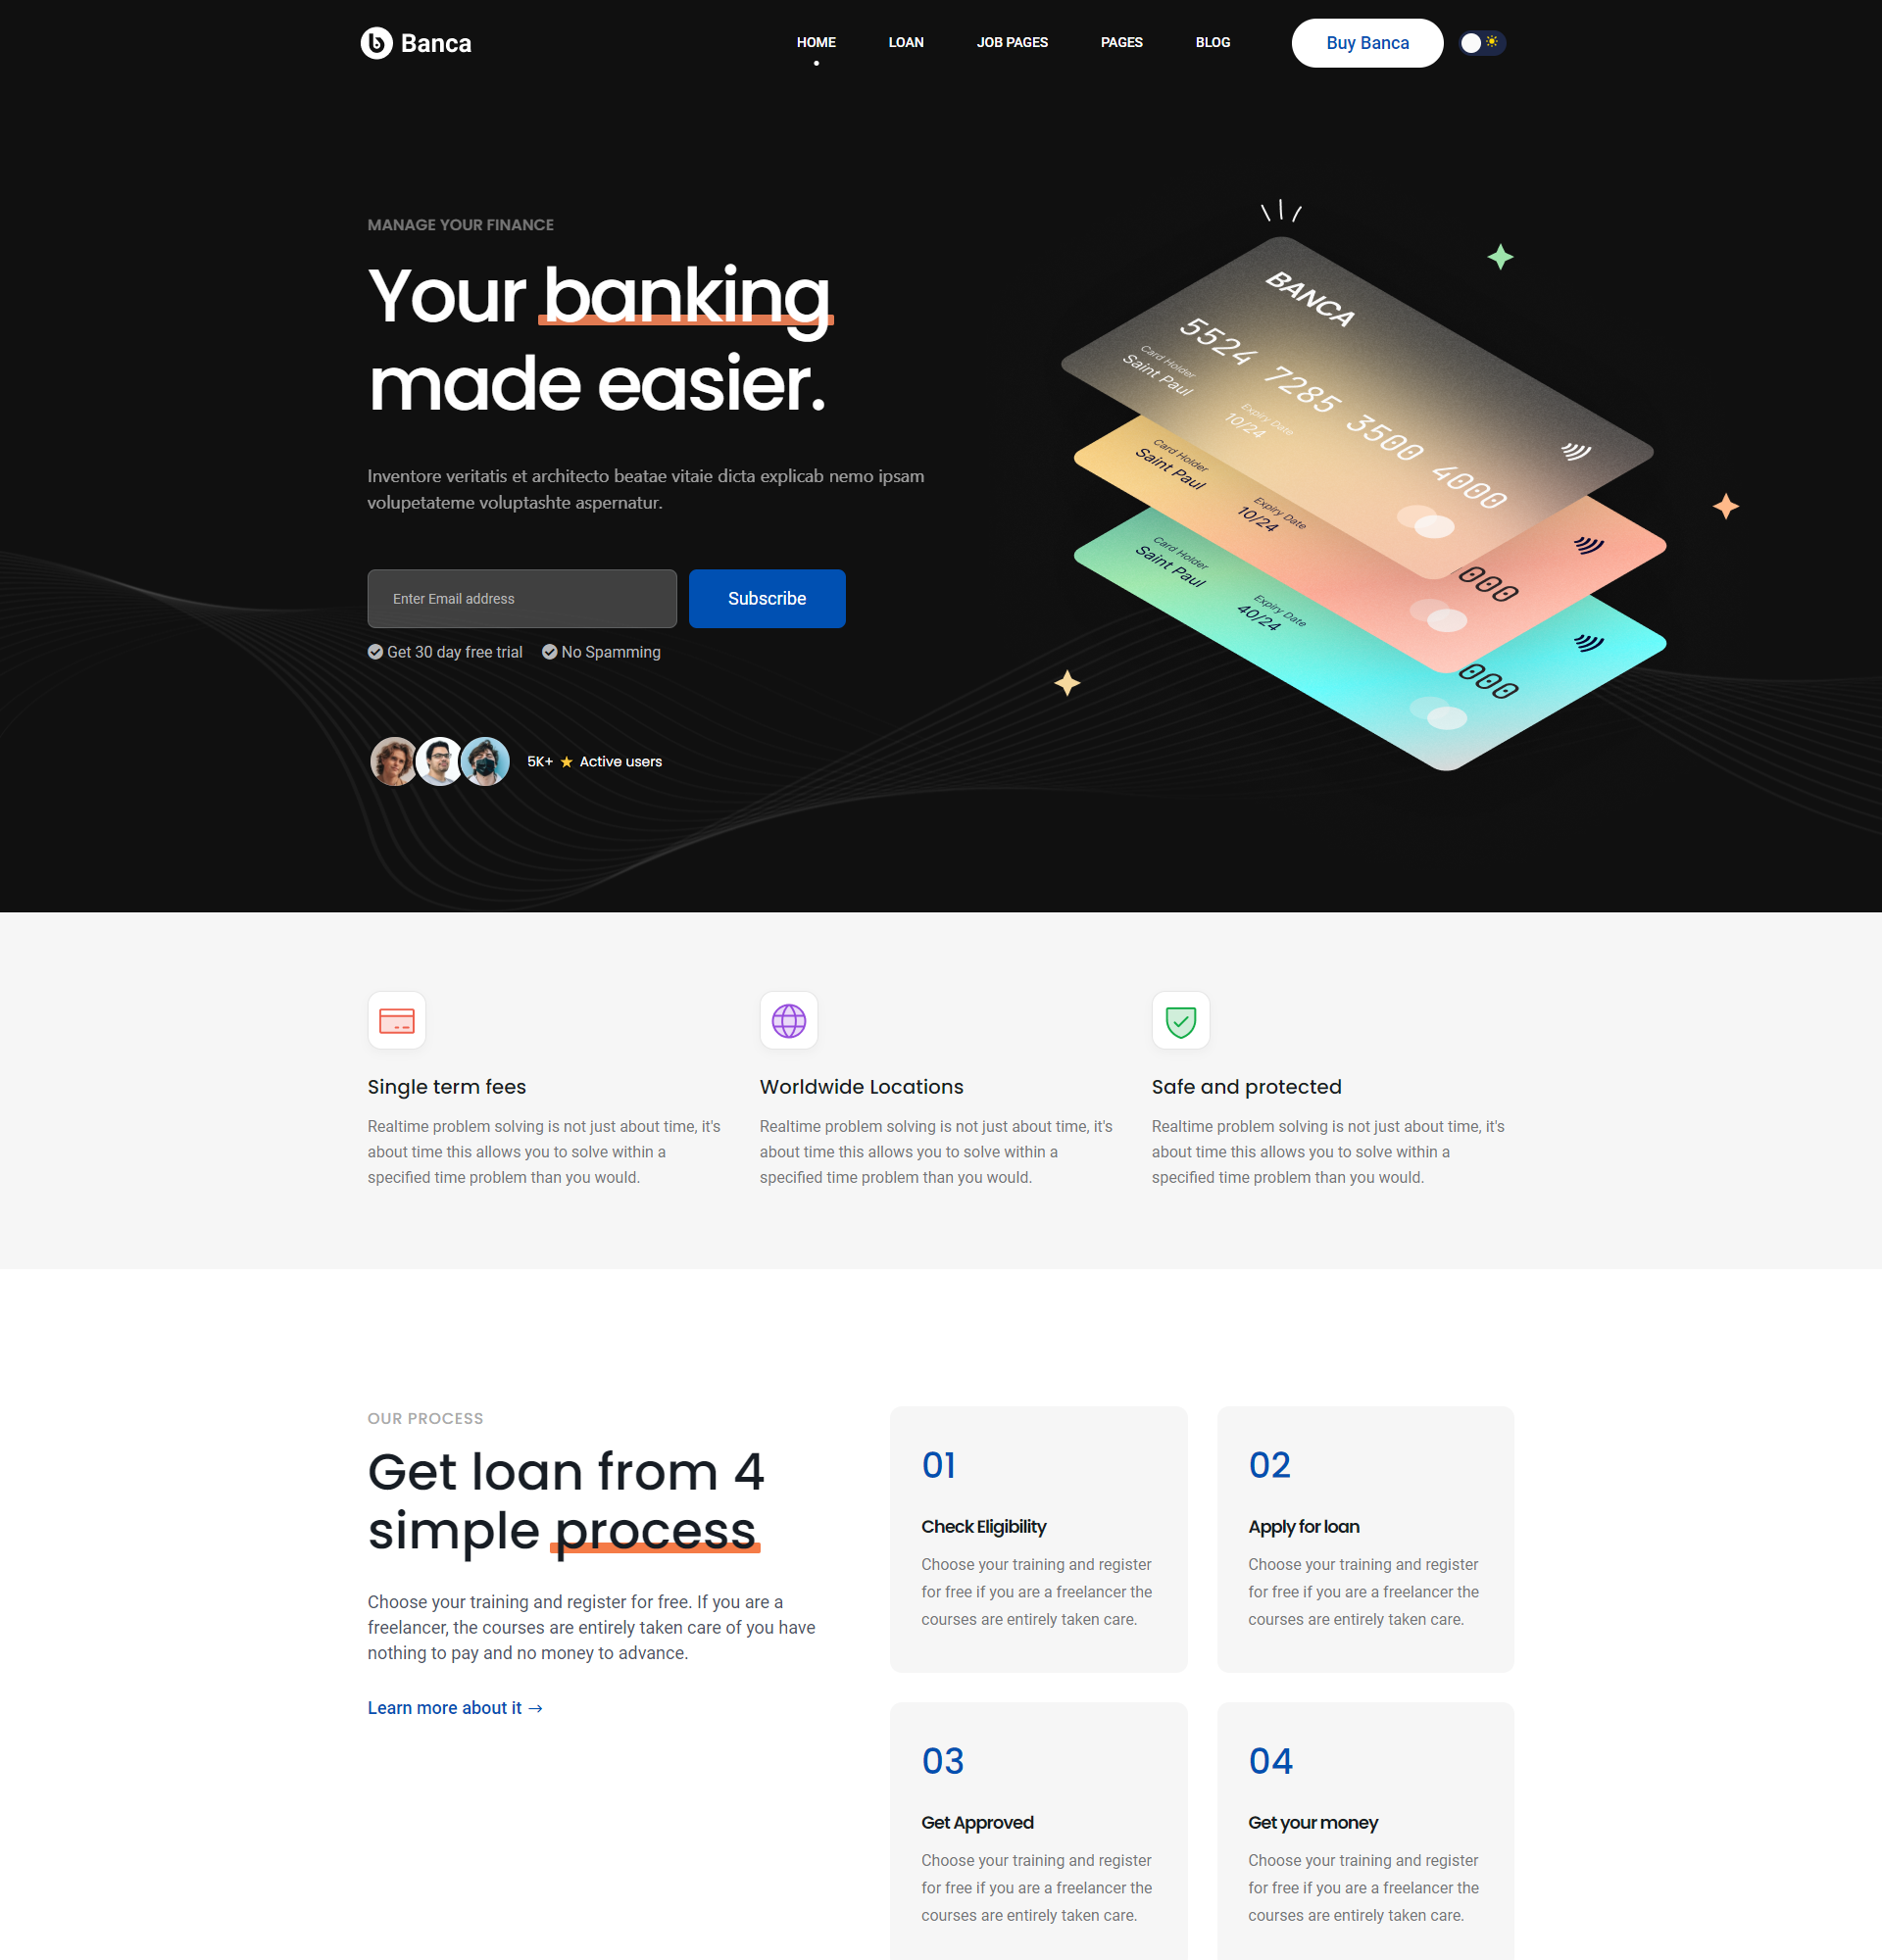 Banca
HOME
LOAN
JOB PAGES
PAGES
BLOG
Buy Banca
MANAGE YOUR FINANCE
Your banking
made easier.
Inventore veritatis et architecto beatae vitaie dicta explicab nemo ipsam
volupetateme voluptashte aspernatur.
Enter Email address
Subscribe
Get 30 day free trial
No Spamming
5K+ ★ Active users
BANCA
5524 7285 3500 4000
Card Holder
Saint Paul
Expiry Date
10/24
Card Holder
Saint Paul
Expiry Date
10/24
000
Card Holder
Saint Paul
Expiry Date
40/24
000
Single term fees
Realtime problem solving is not just about time, it's
about time this allows you to solve within a
specified time problem than you would.
Worldwide Locations
Realtime problem solving is not just about time, it's
about time this allows you to solve within a
specified time problem than you would.
Safe and protected
Realtime problem solving is not just about time, it's
about time this allows you to solve within a
specified time problem than you would.
OUR PROCESS
Get loan from 4
simple process
Choose your training and register for free. If you are a
freelancer, the courses are entirely taken care of you have
nothing to pay and no money to advance.
Learn more about it →
01
Check Eligibility
Choose your training and register
for free if you are a freelancer the
courses are entirely taken care.
02
Apply for loan
Choose your training and register
for free if you are a freelancer the
courses are entirely taken care.
03
Get Approved
Choose your training and register
for free if you are a freelancer the
courses are entirely taken care.
04
Get your money
Choose your training and register
for free if you are a freelancer the
courses are entirely taken care.